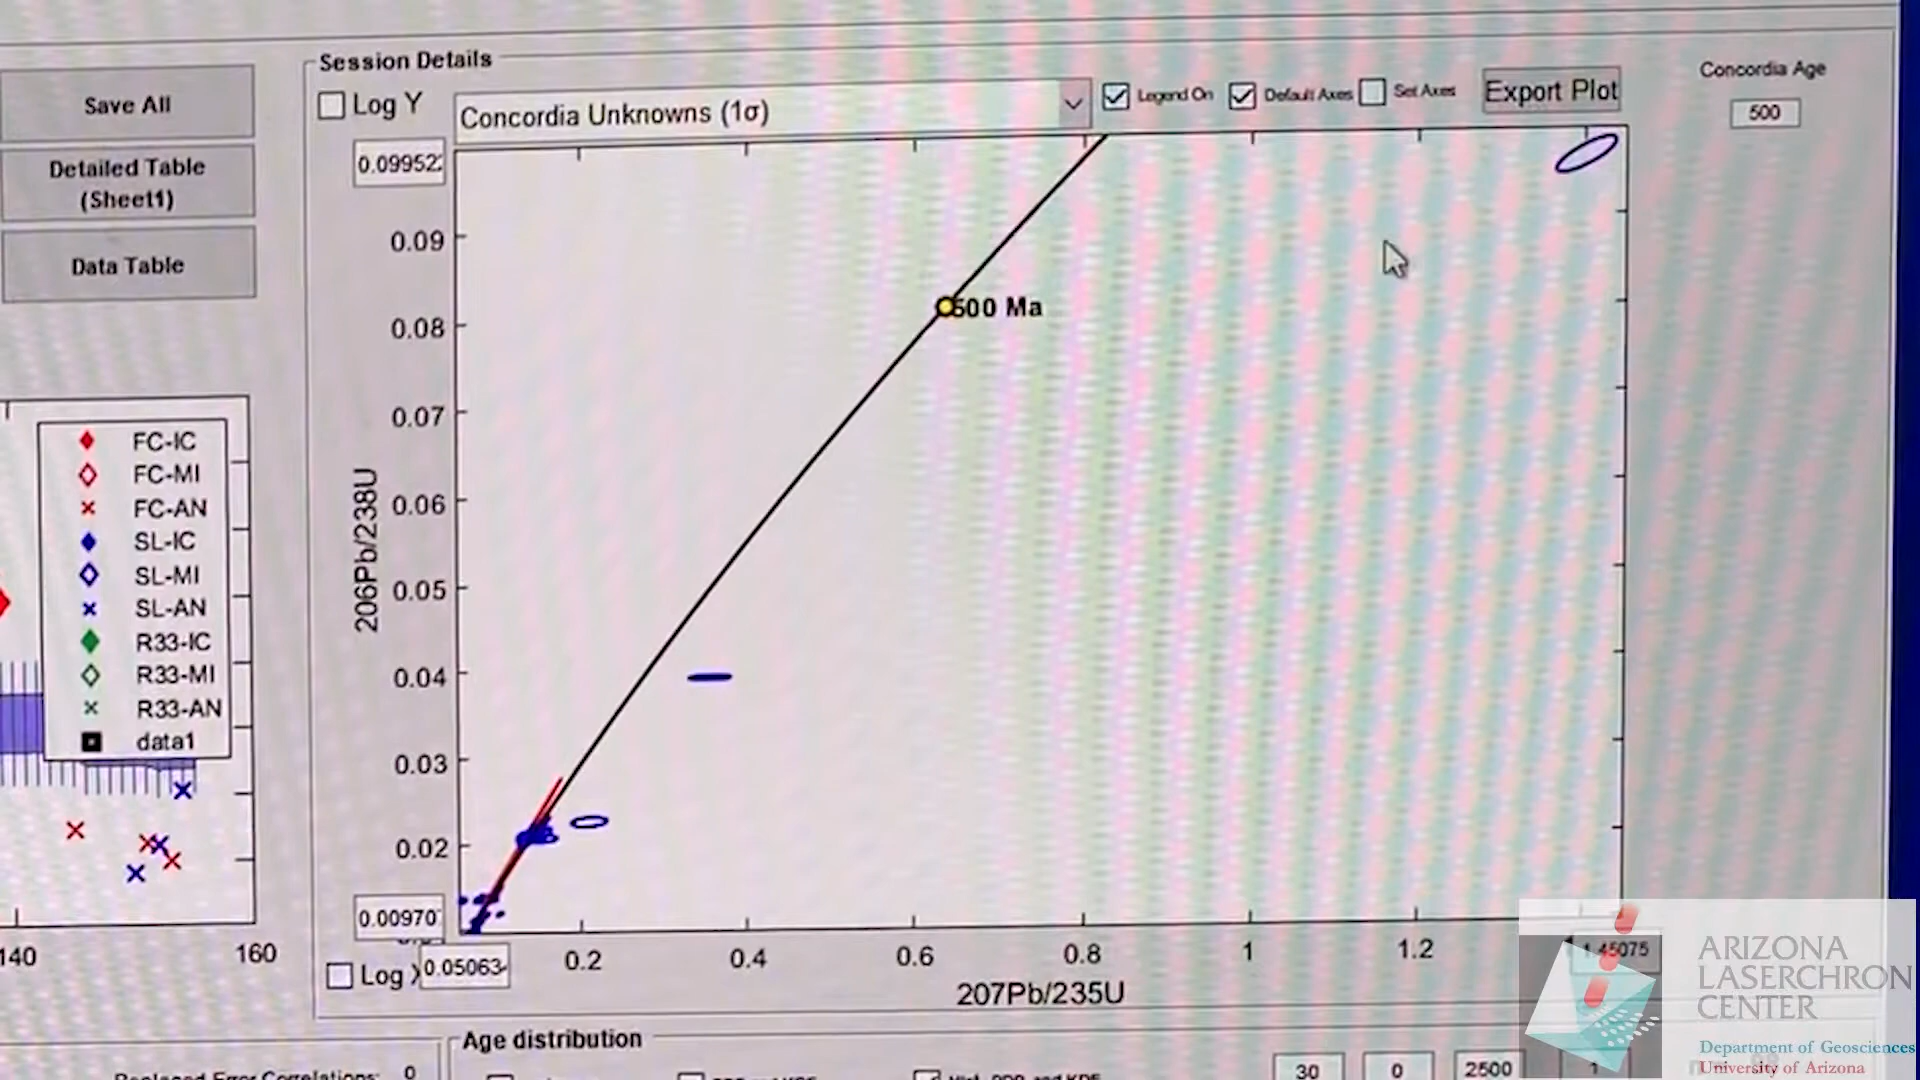 Session Details
Save All
Log Y
Concordia Unknowns (1σ)
Legend On
Default Axes
Set Axes
Export Plot
Concordia Age
500
Detailed Table
(Sheet1)
0.09952
Data Table
0.09
0.08
500 Ma
0.07
0.06
0.05
0.04
0.03
0.02
206Pb/238U
FC-IC
FC-MI
FC-AN
SL-IC
SL-MI
SL-AN
R33-IC
R33-MI
R33-AN
data1
0.00970
140
160
Log X
0.05063
0.2
0.4
0.6
0.8
1
1.2
1.45075
207Pb/235U
Age distribution
30
0
2500
1
Replaced Error Correlations:
0
ARIZONA
LASERCHRON
CENTER
Department of Geosciences
University of Arizona